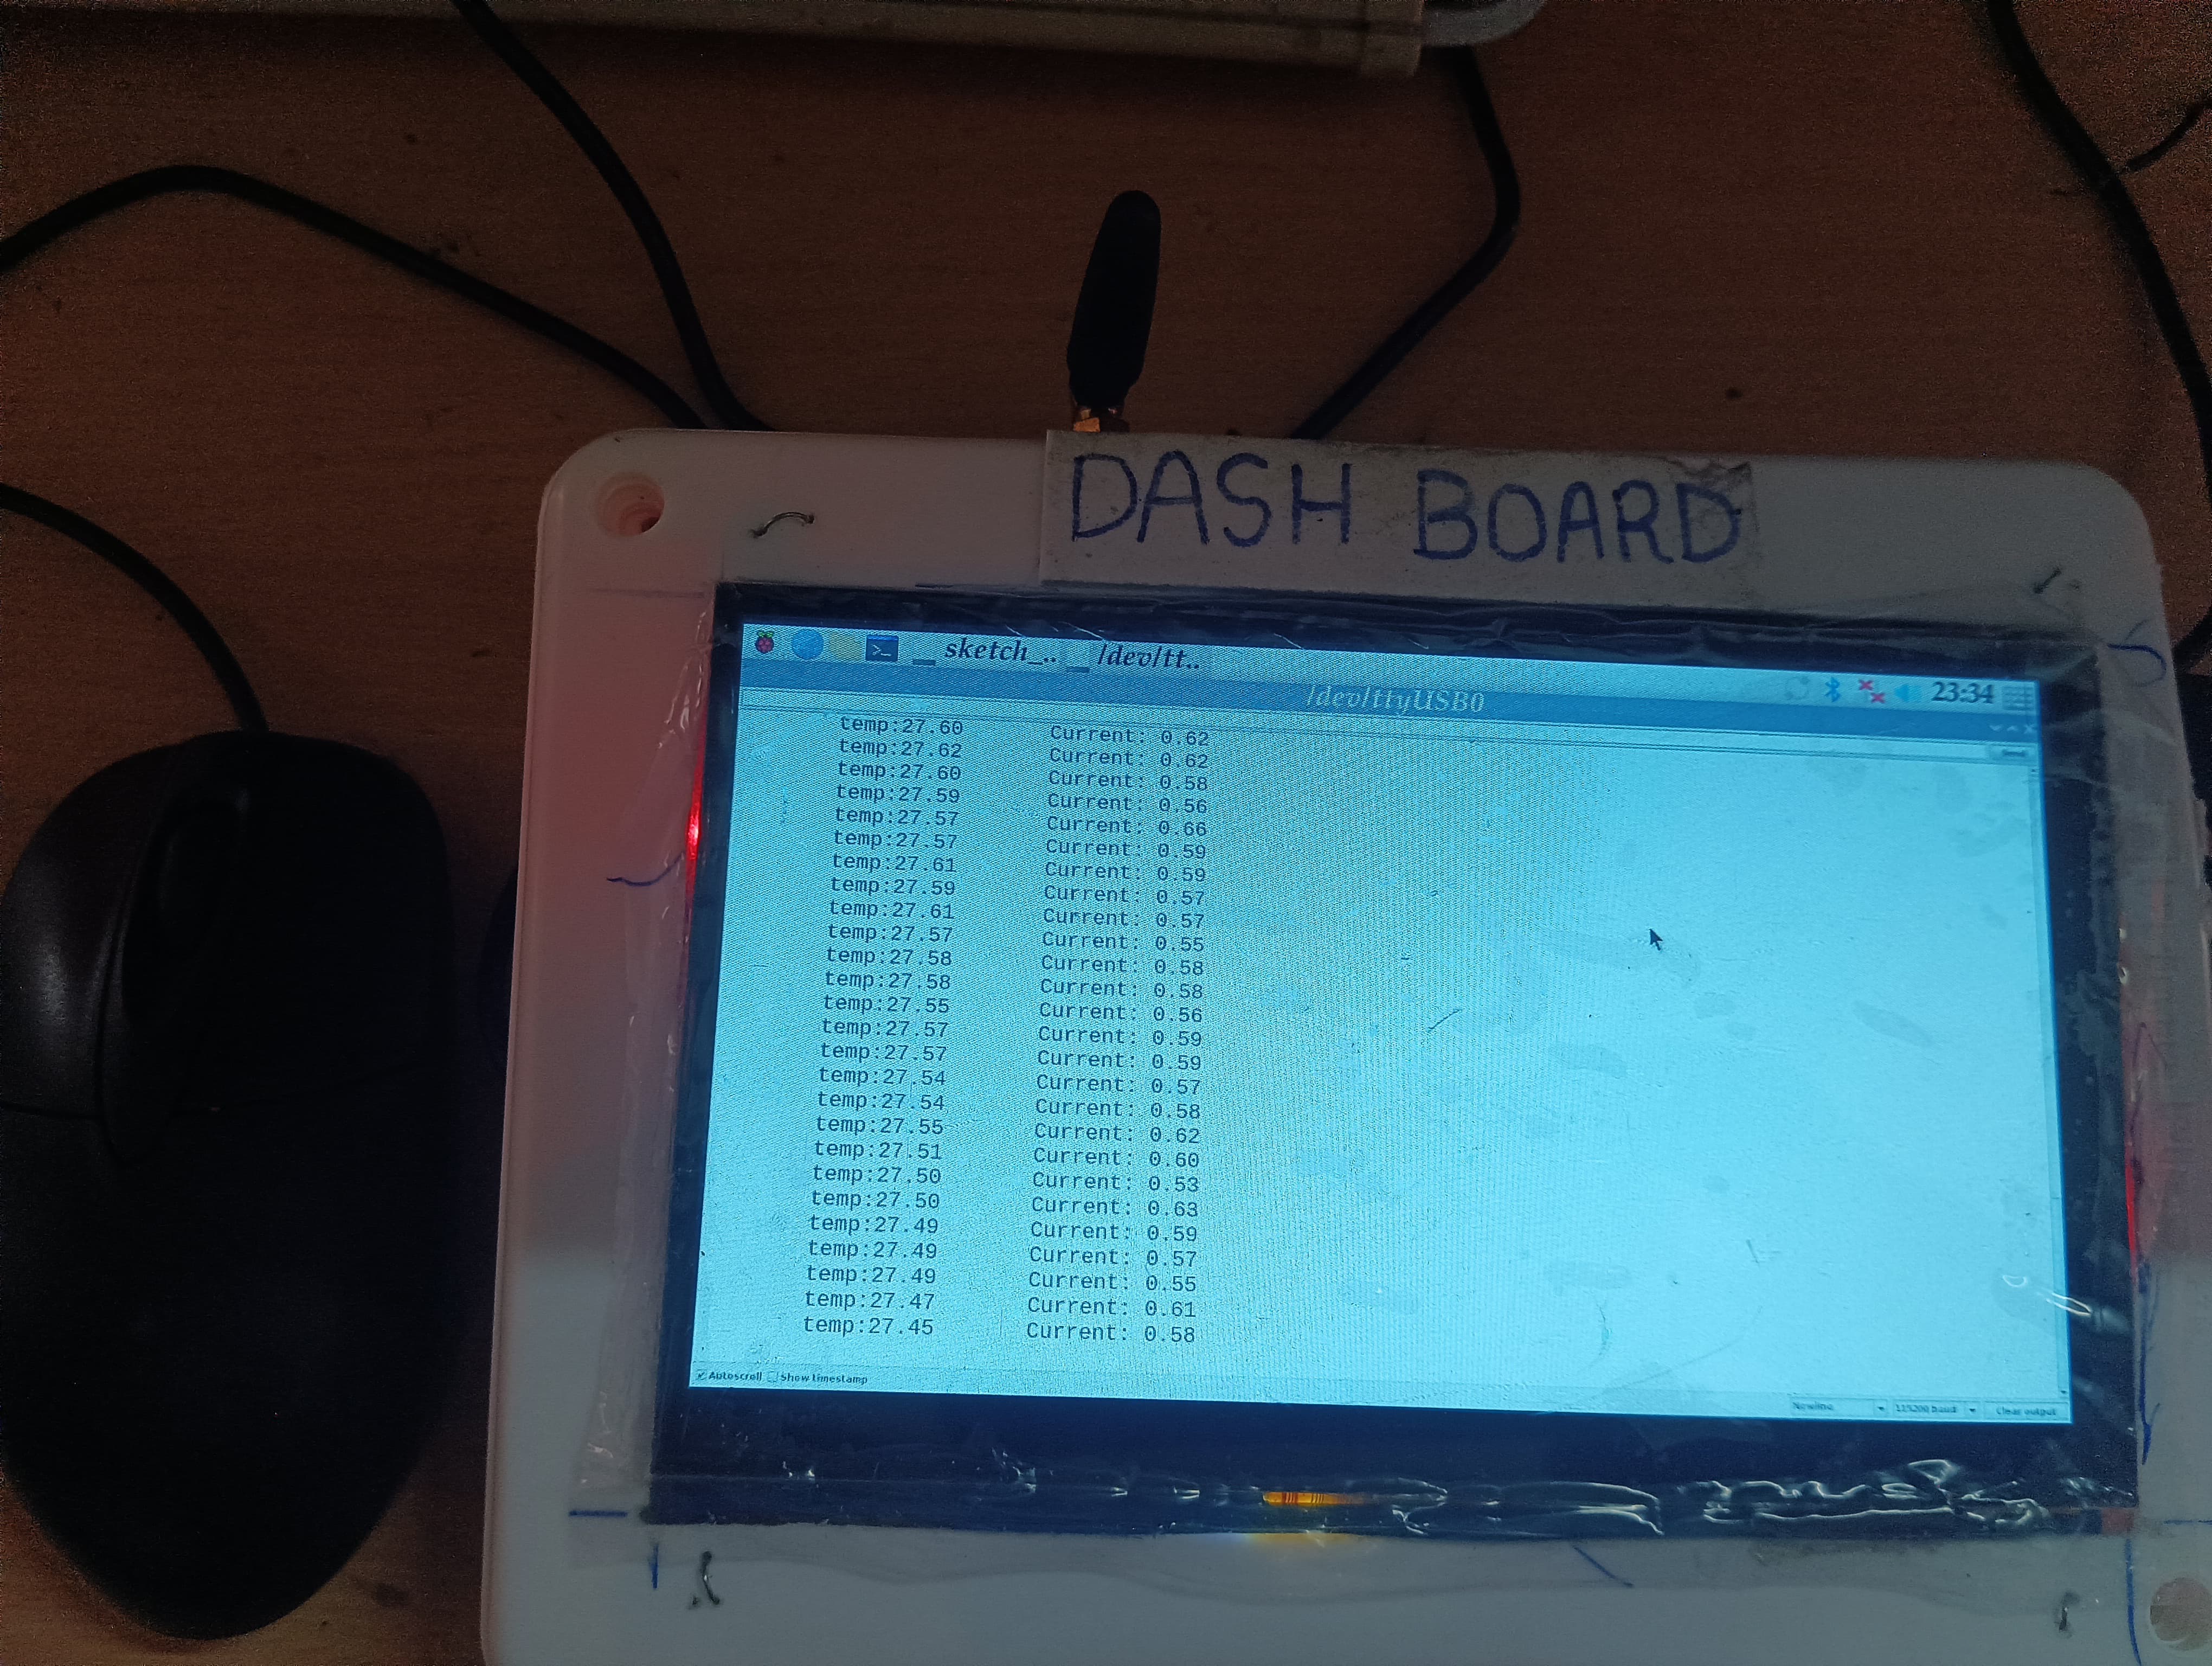 DASH BOARD
sketch_.. /dev/tt.. 23:34
/dev/ttyUSB0
temp:27.60 Current: 0.62
temp:27.62 Current: 0.62
temp:27.60 Current: 0.58
temp:27.59 Current: 0.56
temp:27.57 Current: 0.66
temp:27.57 Current: 0.59
temp:27.61 Current: 0.59
temp:27.59 Current: 0.57
temp:27.61 Current: 0.57
temp:27.57 Current: 0.55
temp:27.58 Current: 0.58
temp:27.58 Current: 0.58
temp:27.55 Current: 0.56
temp:27.57 Current: 0.59
temp:27.57 Current: 0.59
temp:27.54 Current: 0.57
temp:27.54 Current: 0.58
temp:27.55 Current: 0.62
temp:27.51 Current: 0.60
temp:27.50 Current: 0.53
temp:27.50 Current: 0.63
temp:27.49 Current: 0.59
temp:27.49 Current: 0.57
temp:27.49 Current: 0.55
temp:27.47 Current: 0.61
temp:27.45 Current: 0.58
Autoscroll Show timestamp Newline 115200 baud Clear output